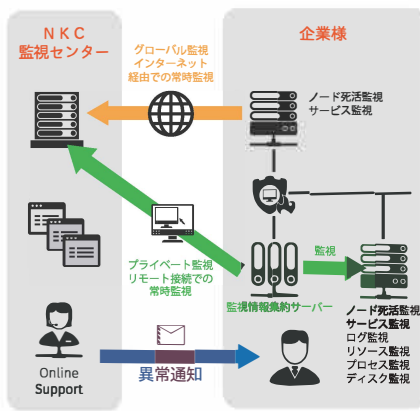 NKC
監視センター
企業様
グローバル監視
インターネット
経由での常時監視
ノード死活監視
サービス監視
プライベート監視
リモート接続での
常時監視
監視
監視情報集約サーバー
ノード死活監視
サービス監視
ログ監視
リソース監視
プロセス監視
ディスク監視
Online
Support
異常通知